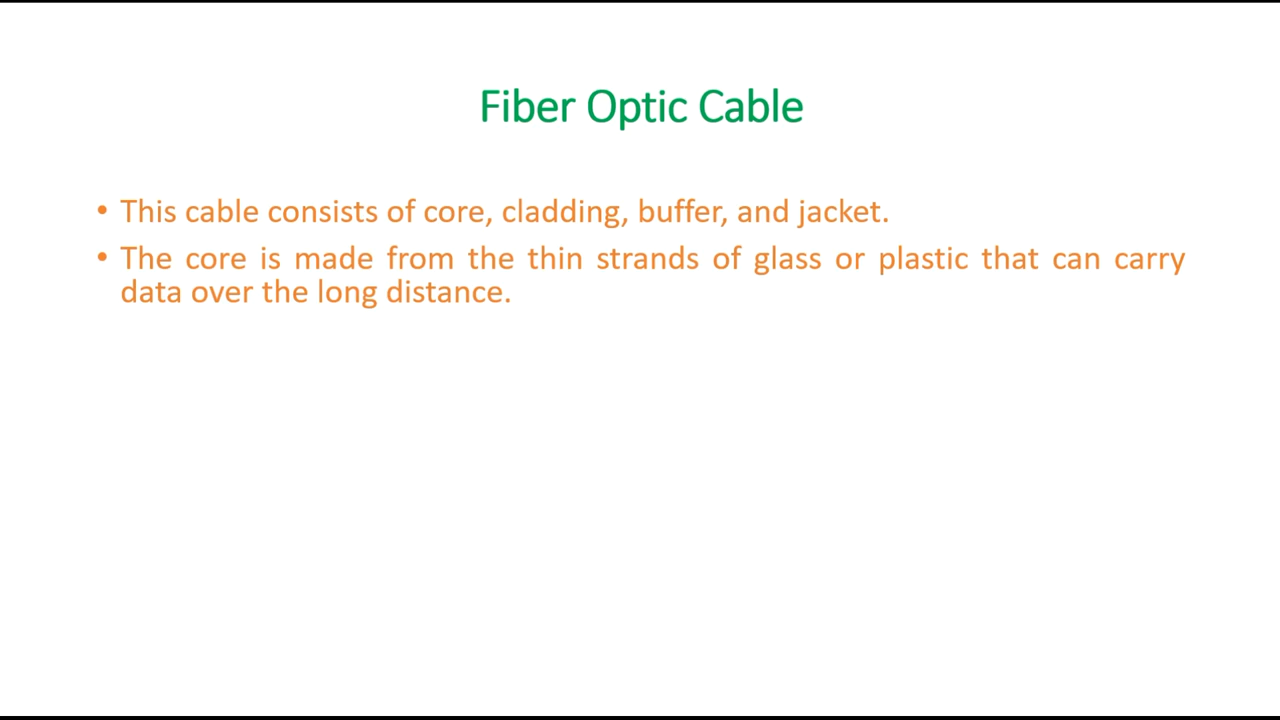 Fiber Optic Cable
• This cable consists of core, cladding, buffer, and jacket.
• The core is made from the thin strands of glass or plastic that can carry
data over the long distance.